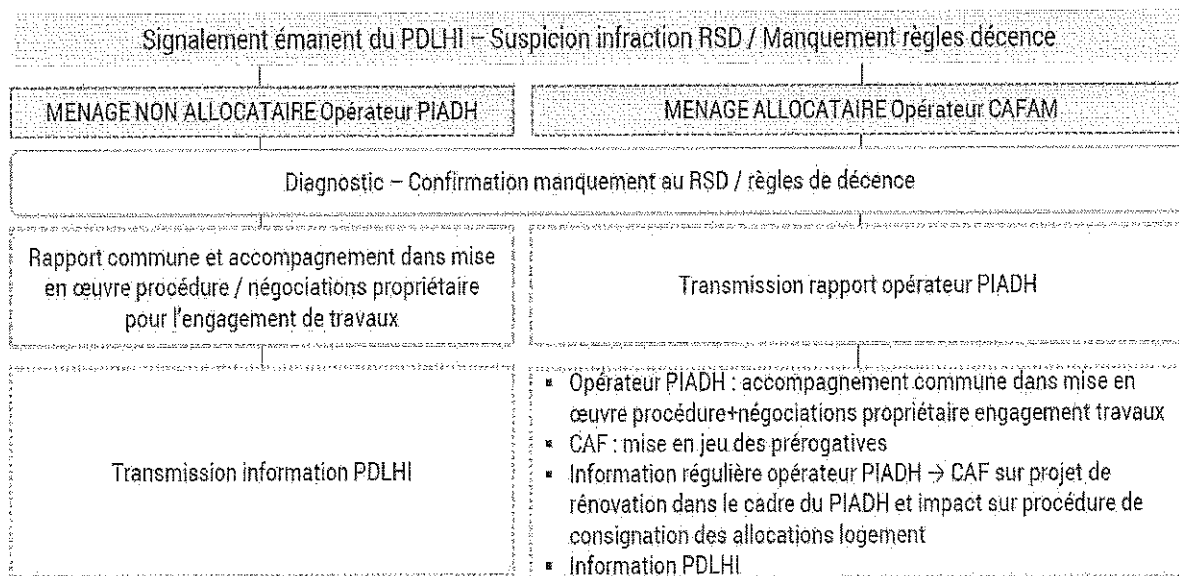 Signalement émanent du PDLHI – Suspicion infraction RSD / Manquement règles décence
MENAGE NON ALLOCATAIRE Opérateur PIADH
MENAGE ALLOCATAIRE Opérateur CAFAM
Diagnostic – Confirmation manquement au RSD / règles de décence
Rapport commune et accompagnement dans mise
en œuvre procédure / négociations propriétaire
pour l'engagement de travaux
Transmission rapport opérateur PIADH
Transmission information PDLHI
▪ Opérateur PIADH : accompagnement commune dans mise en
œuvre procédure+négociations propriétaire engagement travaux
▪ CAF : mise en jeu des prérogatives
▪ Information régulière opérateur PIADH → CAF sur projet de
rénovation dans le cadre du PIADH et impact sur procédure de
consignation des allocations logement
▪ Information PDLHI